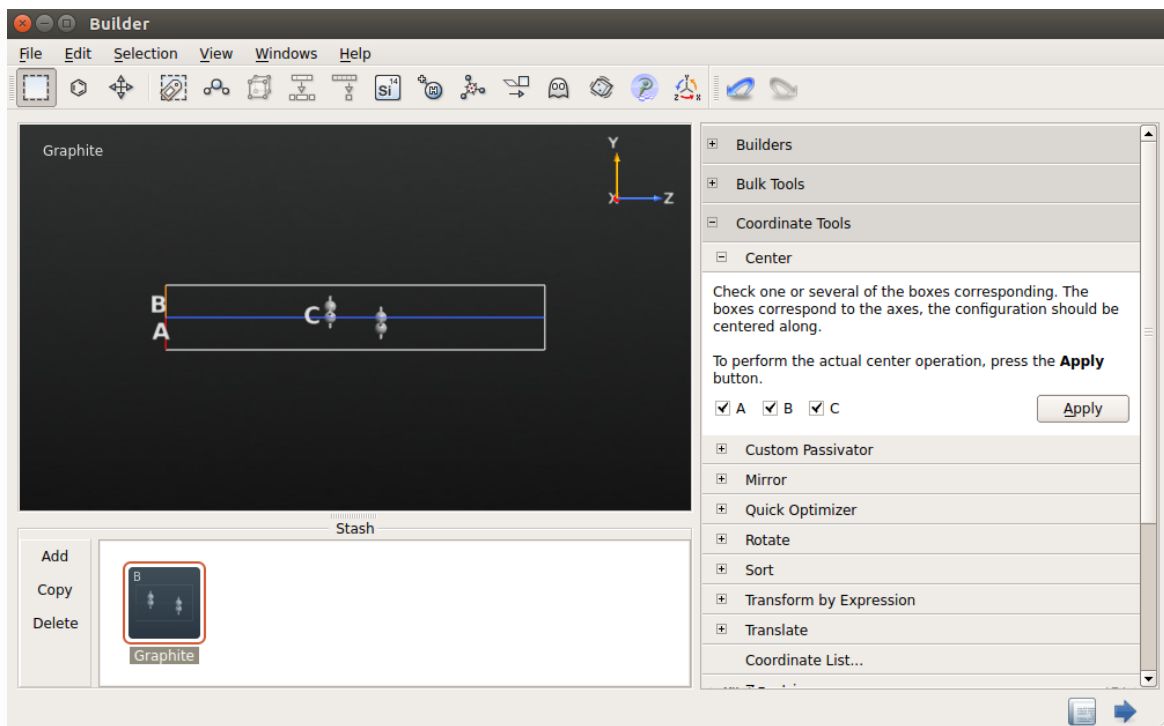 Builder
File Edit Selection View Windows Help
Si 14
H
?
z x
Graphite
Y
X Z
B
C
A
Builders
Bulk Tools
Coordinate Tools
Center
Check one or several of the boxes corresponding. The
boxes correspond to the axes, the configuration should be
centered along.
To perform the actual center operation, press the Apply
button.
A B C Apply
Custom Passivator
Mirror
Quick Optimizer
Rotate
Sort
Transform by Expression
Translate
Coordinate List...
Stash
Add
Copy
Delete
B
Graphite